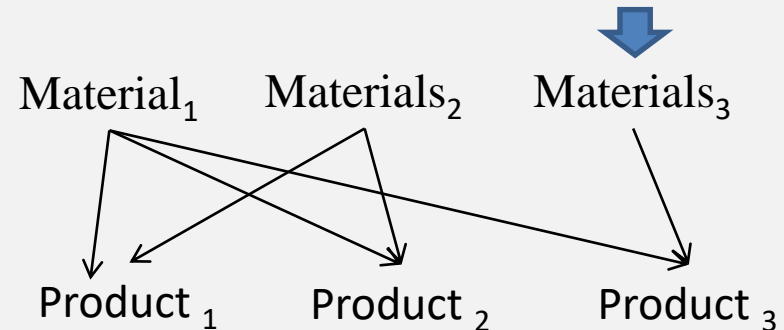 Material₁ Materials₂ Materials₃
Product ₁ Product ₂ Product ₃